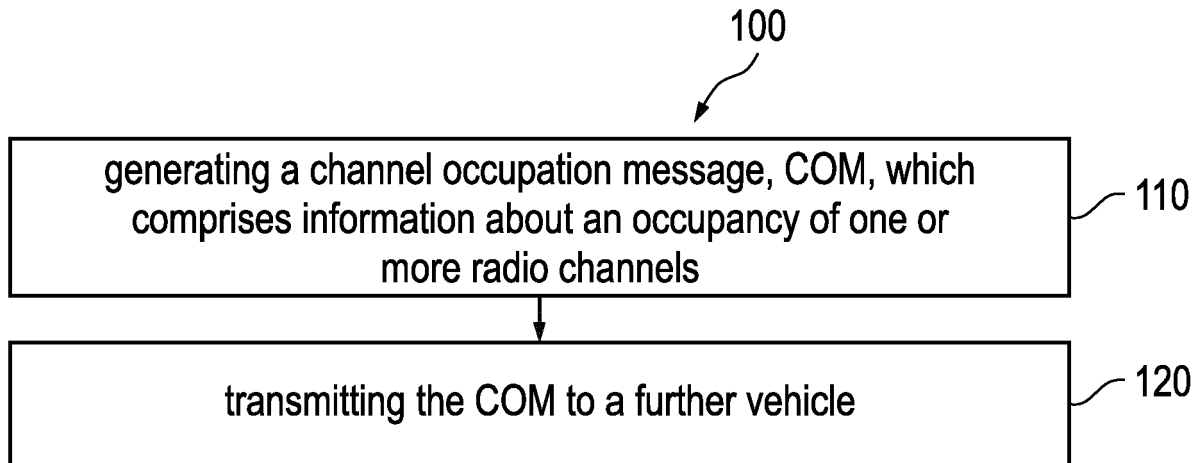 100
generating a channel occupation message, COM, which
comprises information about an occupancy of one or
more radio channels
110
transmitting the COM to a further vehicle
120